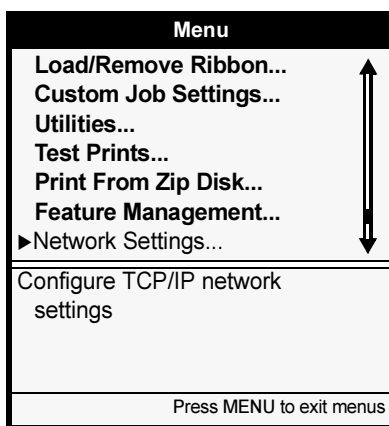 Menu
Load/Remove Ribbon...
Custom Job Settings...
Utilities...
Test Prints...
Print From Zip Disk...
Feature Management...
▶Network Settings...
Configure TCP/IP network
settings
Press MENU to exit menus